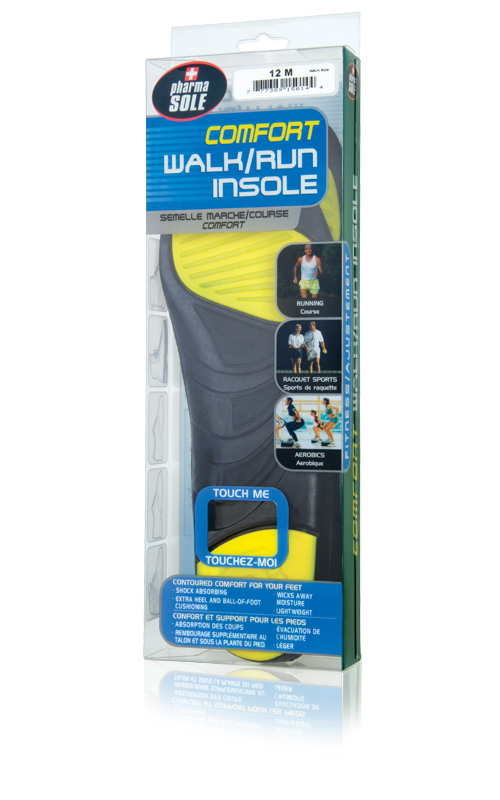 pharma
SOLE
12 M
WALK RUN
COMFORT
WALK/RUN
INSOLE
SEMELLE MARCHE/COURSE
COMFORT
RUNNING
Course
RACQUET SPORTS
Sports de raquette
AEROBICS
Aerobique
FITNESS/AJUSTEMENT
COMFORT WALK/RUN INSOLE
TOUCH ME
TOUCHEZ-MOI
CONTOURED COMFORT FOR YOUR FEET
· SHOCK ABSORBING
· EXTRA HEEL AND BALL-OF-FOOT
CUSHIONING
· WICKS AWAY
MOISTURE
· LIGHTWEIGHT
CONFORT ET SUPPORT POUR LES PIEDS
· ABSORPTION DES COUPS
· REMBOURAGE SUPPLÉMENTAIRE AU
TALON ET SOUS LA PLANTE DU PIED
· ÉVACUATION DE
L'HUMIDITÉ
· LÉGER